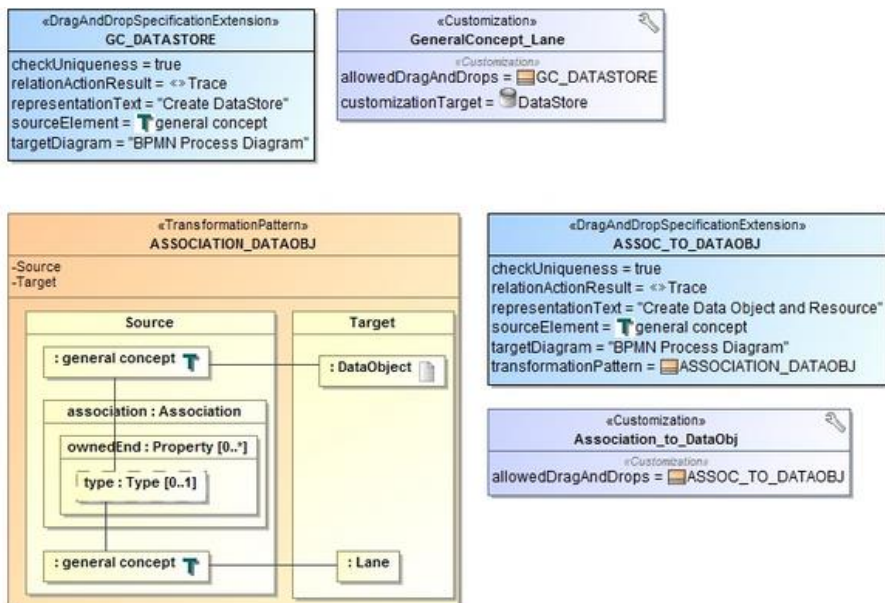 «DragAndDropSpecificationExtension»
GC_DATASTORE
checkUniqueness = true
relationActionResult = <> Trace
representationText = "Create DataStore"
sourceElement = general concept
targetDiagram = "BPMN Process Diagram"
«Customization»
GeneralConcept_Lane
«Customization»
allowedDragAndDrops = GC_DATASTORE
customizationTarget = DataStore
«TransformationPattern»
ASSOCIATION_DATAOBJ
-Source
-Target
Source
: general concept
association : Association
ownedEnd : Property [0..*]
type : Type [0..1]
: general concept
Target
: DataObject
: Lane
«DragAndDropSpecificationExtension»
ASSOC_TO_DATAOBJ
checkUniqueness = true
relationActionResult = <> Trace
representationText = "Create Data Object and Resource"
sourceElement = general concept
targetDiagram = "BPMN Process Diagram"
transformationPattern = ASSOCIATION_DATAOBJ
«Customization»
Association_to_DataObj
«Customization»
allowedDragAndDrops = ASSOC_TO_DATAOBJ